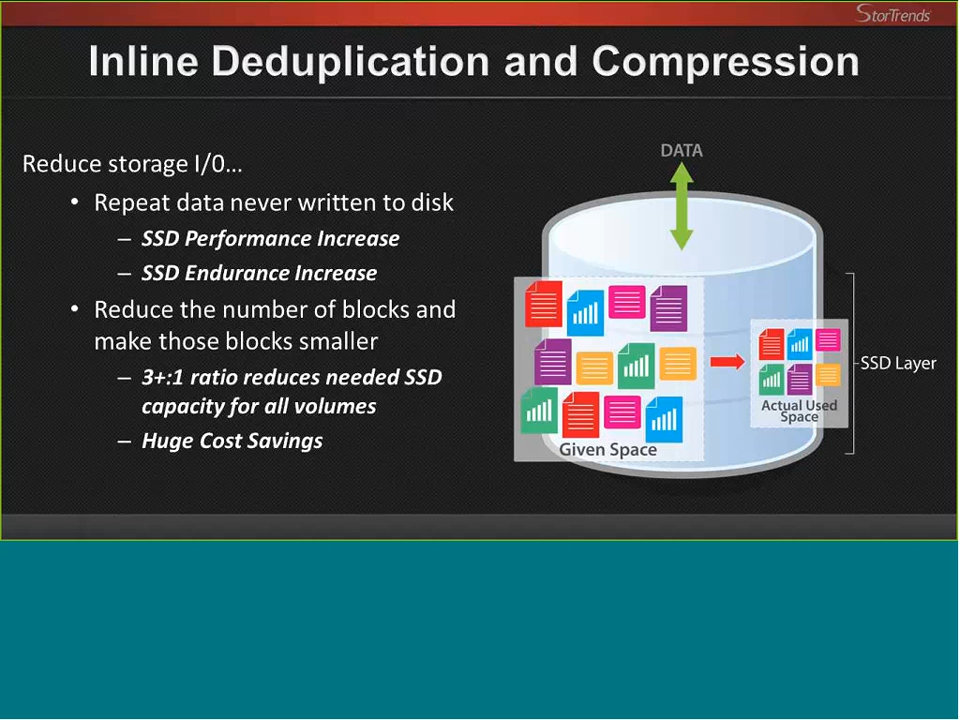 StorTrends
Inline Deduplication and Compression
Reduce storage I/0…
• Repeat data never written to disk
– SSD Performance Increase
– SSD Endurance Increase
• Reduce the number of blocks and
make those blocks smaller
– 3+:1 ratio reduces needed SSD
capacity for all volumes
– Huge Cost Savings
DATA
SSD Layer
Actual Used
Space
Given Space